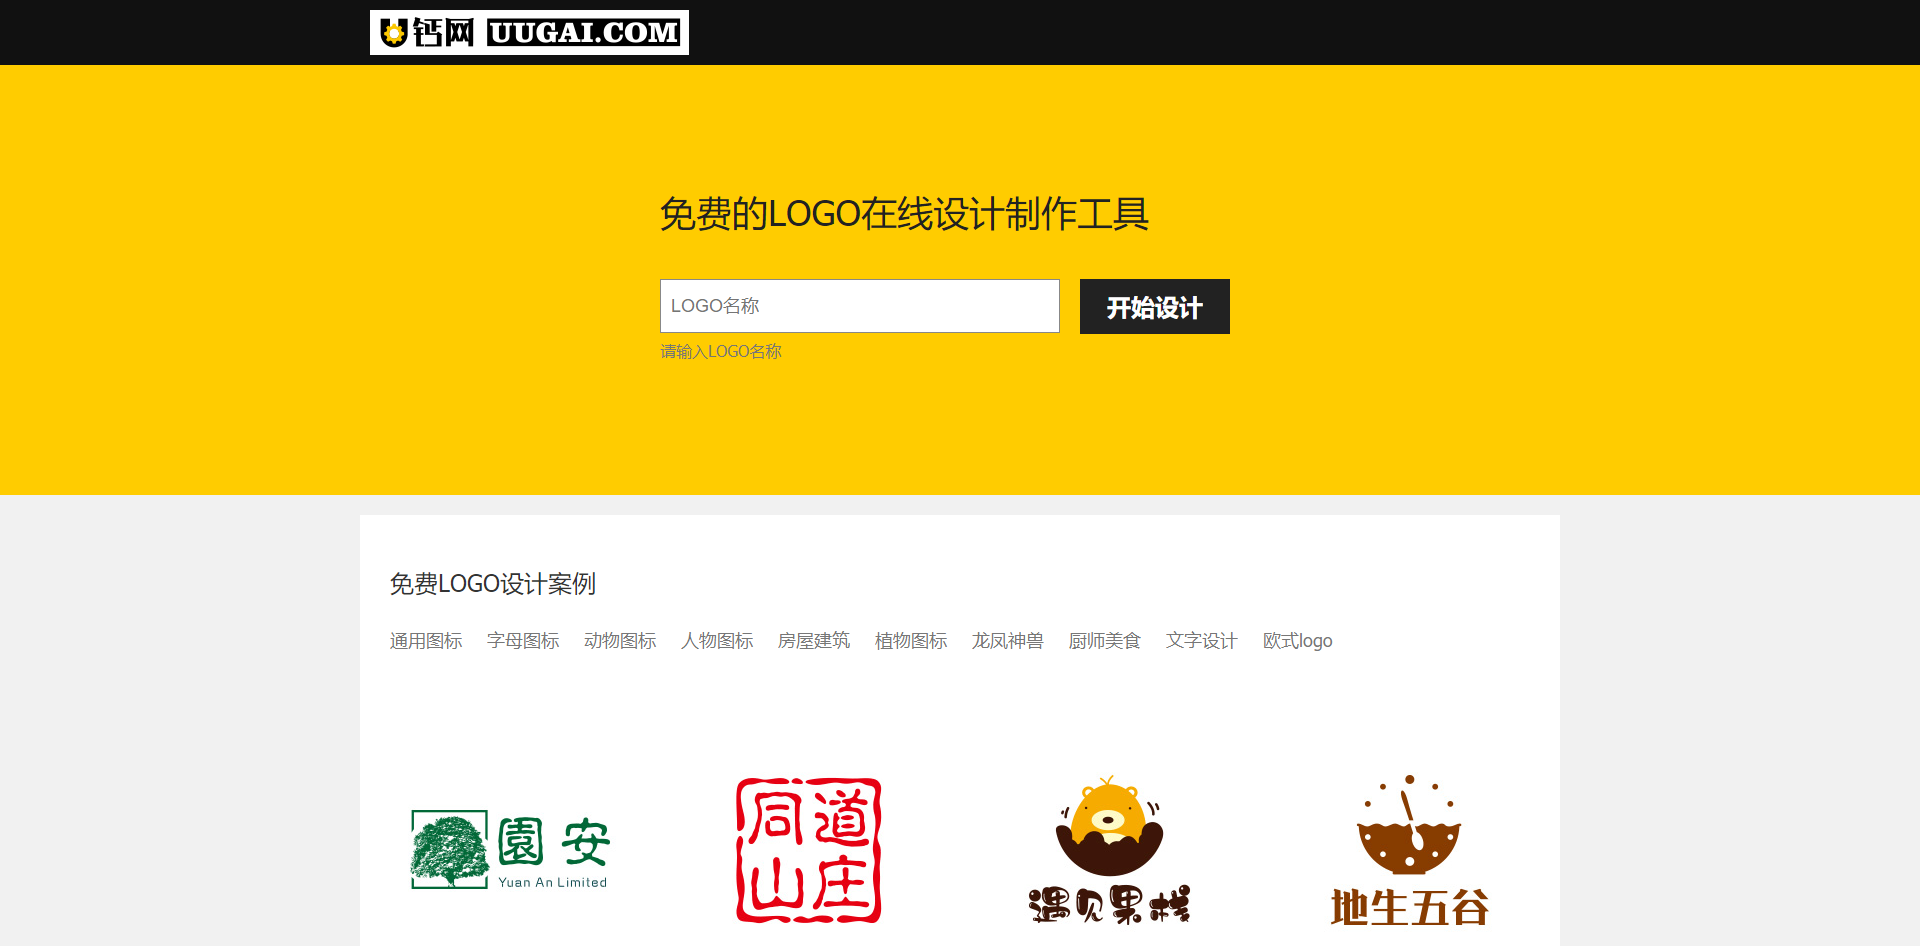 U钙网 UUGAI.COM
免费的LOGO在线设计制作工具
LOGO名称
开始设计
请输入LOGO名称
免费LOGO设计案例
通用图标 字母图标 动物图标 人物图标 房屋建筑 植物图标 龙凤神兽 厨师美食 文字设计 欧式logo
園安
Yuan An Limited
同道
山庄
遇见果栈
地生五谷